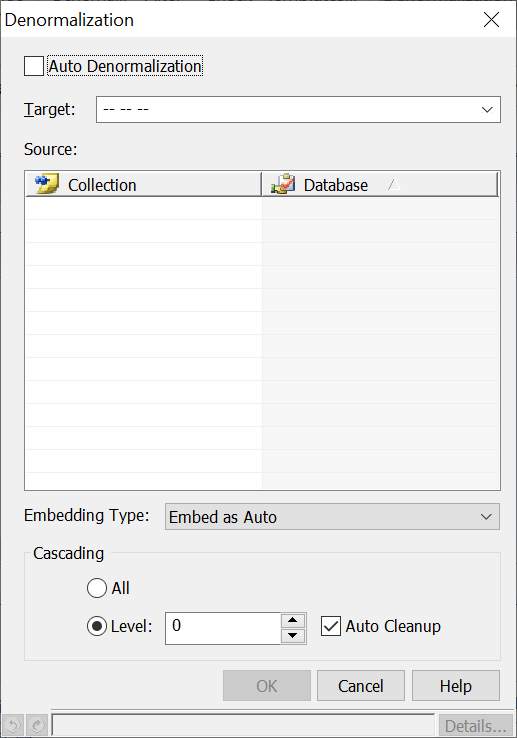 Denormalization
Auto Denormalization
Target: -- -- --
Source:
Collection Database
Embedding Type: Embed as Auto
Cascading
All
Level: 0 Auto Cleanup
OK Cancel Help
Details...